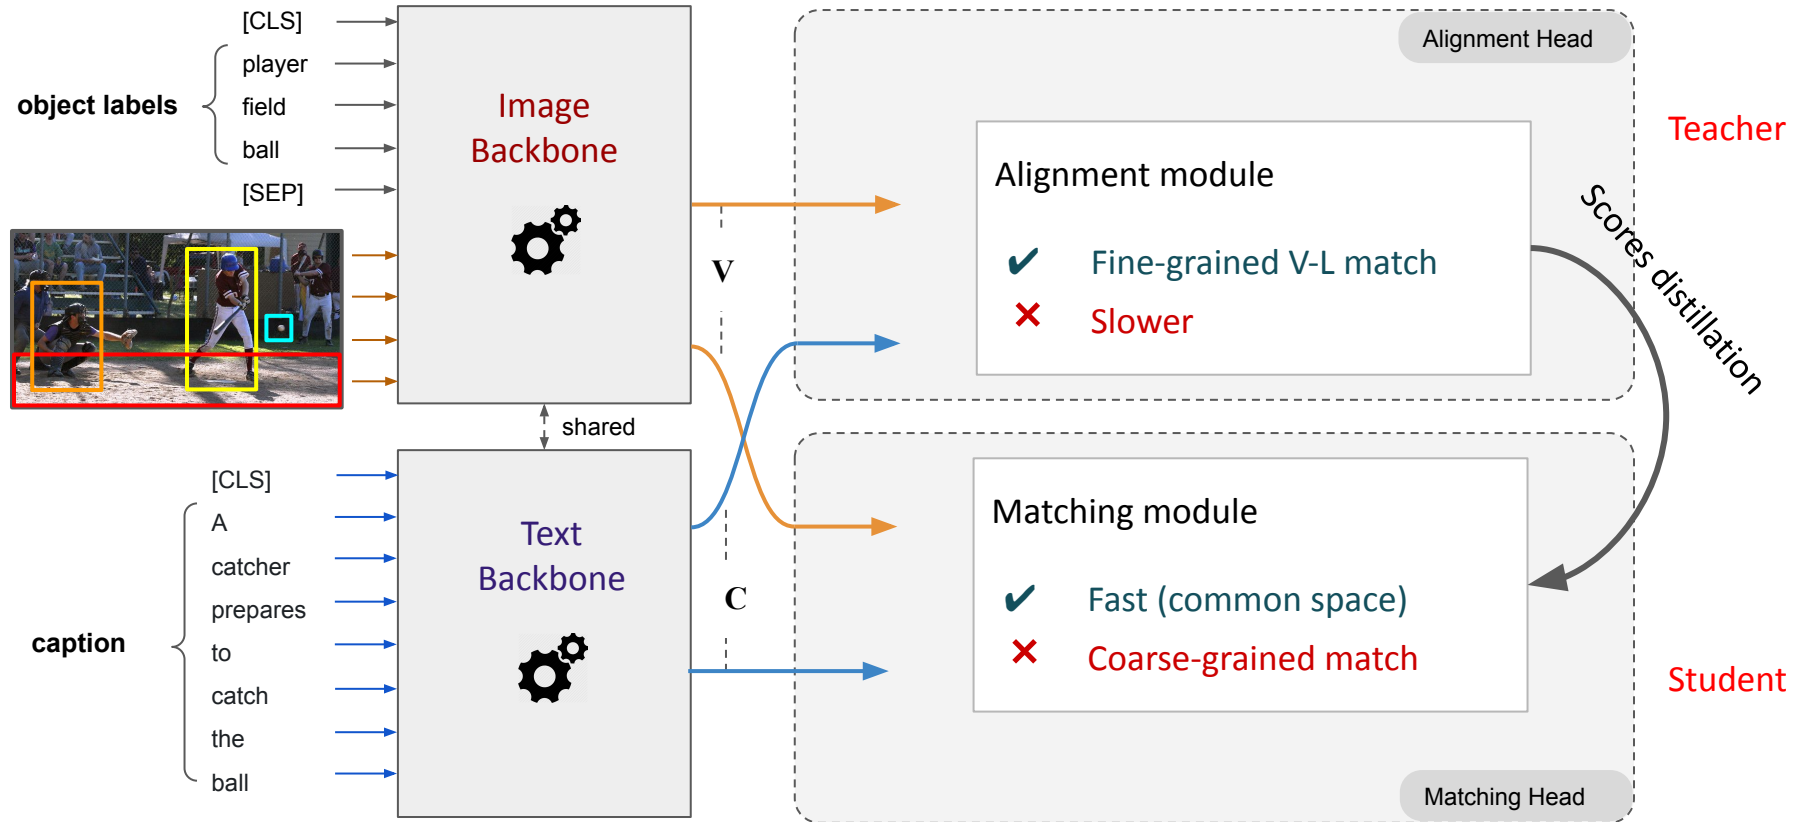 [CLS]
player
field
ball
[SEP]
object labels
Image
Backbone
shared
[CLS]
A
catcher
prepares
to
catch
the
ball
caption
Text
Backbone
V
C
Alignment Head
Alignment module
✔ Fine-grained V-L match
✕ Slower
Teacher
Scores distillation
Matching module
✔ Fast (common space)
✕ Coarse-grained match
Matching Head
Student